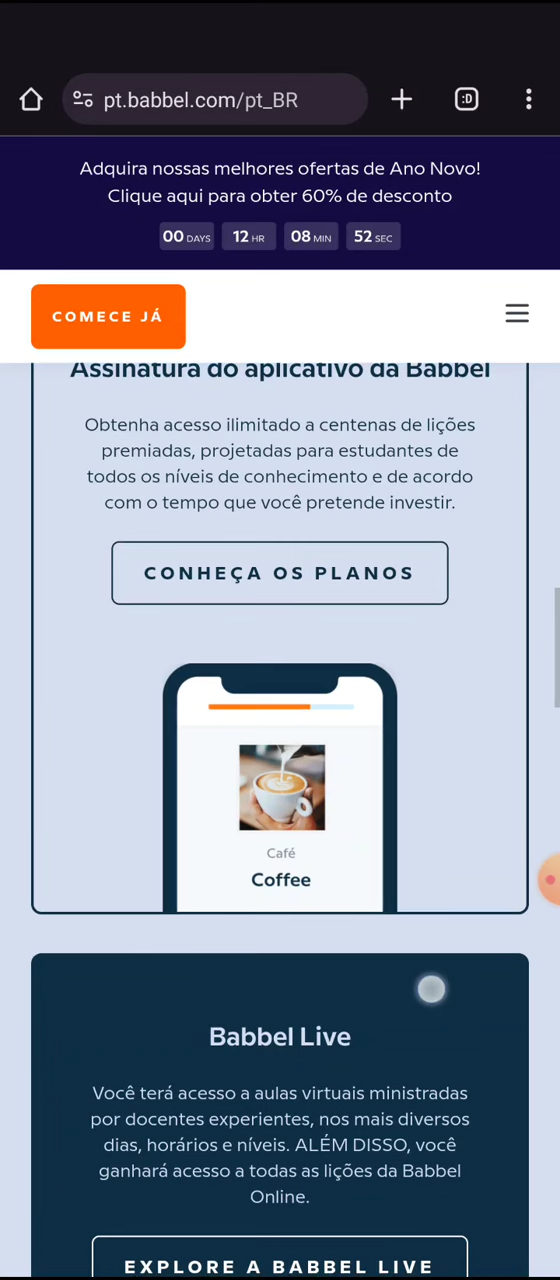 pt.babbel.com/pt_BR
:D
Adquira nossas melhores ofertas de Ano Novo!
Clique aqui para obter 60% de desconto
00 DAYS 12 HR 08 MIN 52 SEC
COMECE JÁ
Assinatura do aplicativo da Babbel
Obtenha acesso ilimitado a centenas de lições
premiadas, projetadas para estudantes de
todos os níveis de conhecimento e de acordo
com o tempo que você pretende investir.
CONHEÇA OS PLANOS
Café
Coffee
Babbel Live
Você terá acesso a aulas virtuais ministradas
por docentes experientes, nos mais diversos
dias, horários e níveis. ALÉM DISSO, você
ganhará acesso a todas as lições da Babbel
Online.
EXPLORE A BABBEL LIVE